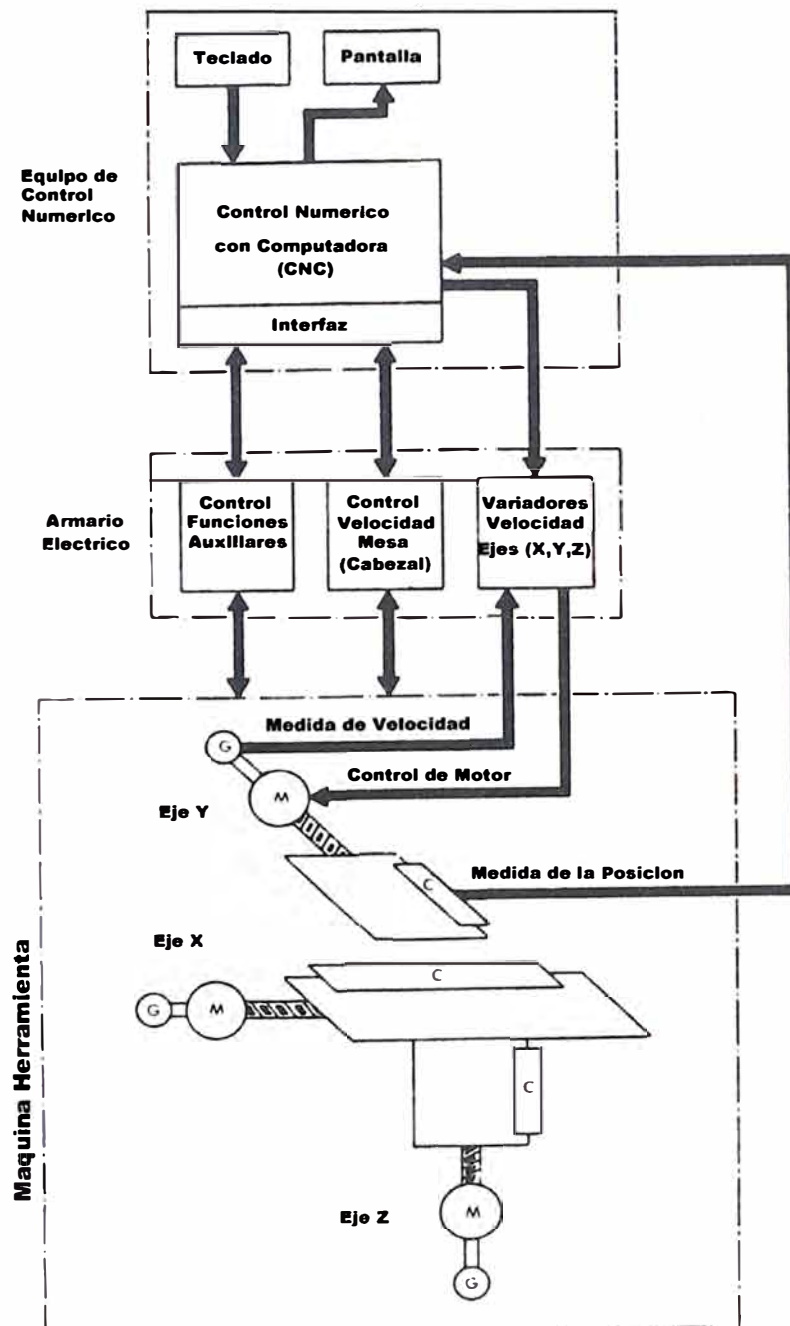 Teclado
Pantalla
Equipo de
Control
Numerico
Control Numerico
con Computadora
(CNC)
Interfaz
Armario
Electrico
Control
Funciones
Auxiliares
Control
Velocidad
Mesa
(Cabezal)
Variadores
Velocidad
Ejes (X,Y,Z)
Medida de Velocidad
G
Control de Motor
M
Eje Y
Medida de la Posicion
C
Eje X
C
G
M
C
Maquina Herramienta
Eje Z
M
G